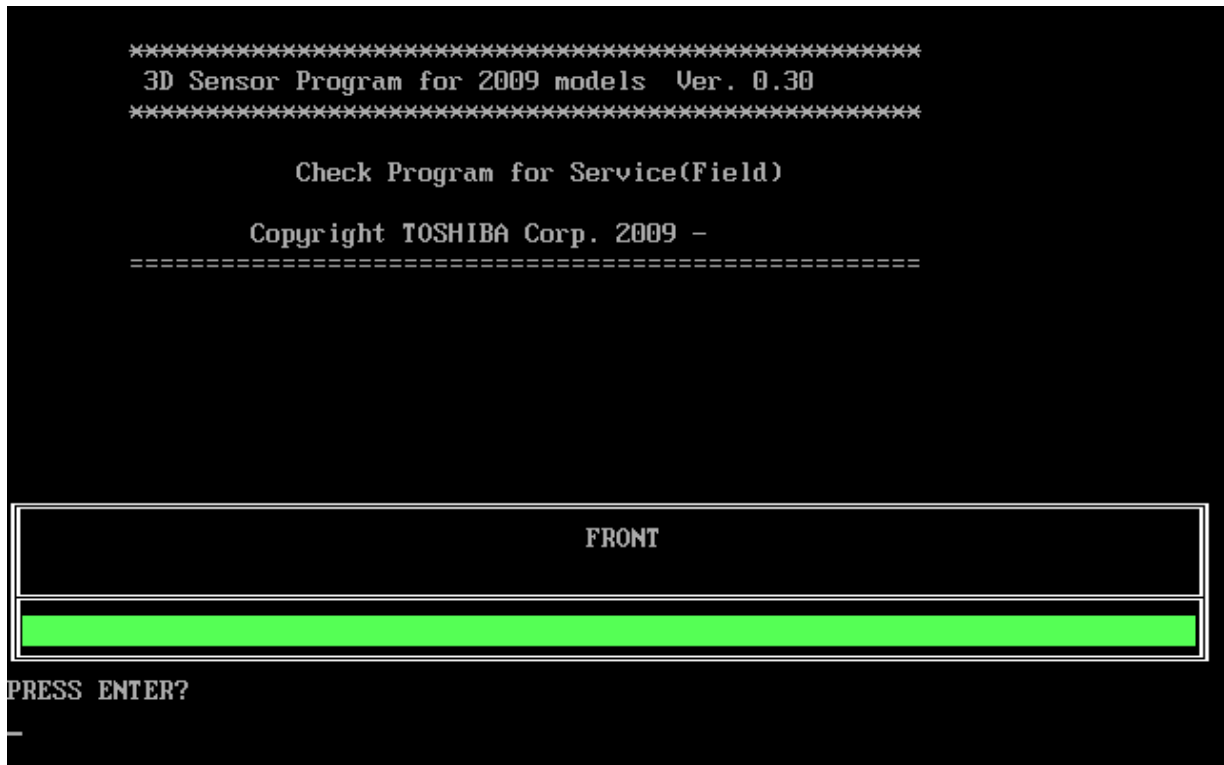 ****************************************************
3D Sensor Program for 2009 models  Ver. 0.30
****************************************************
Check Program for Service(Field)
Copyright TOSHIBA Corp. 2009 -
====================================================
FRONT
PRESS ENTER?
_